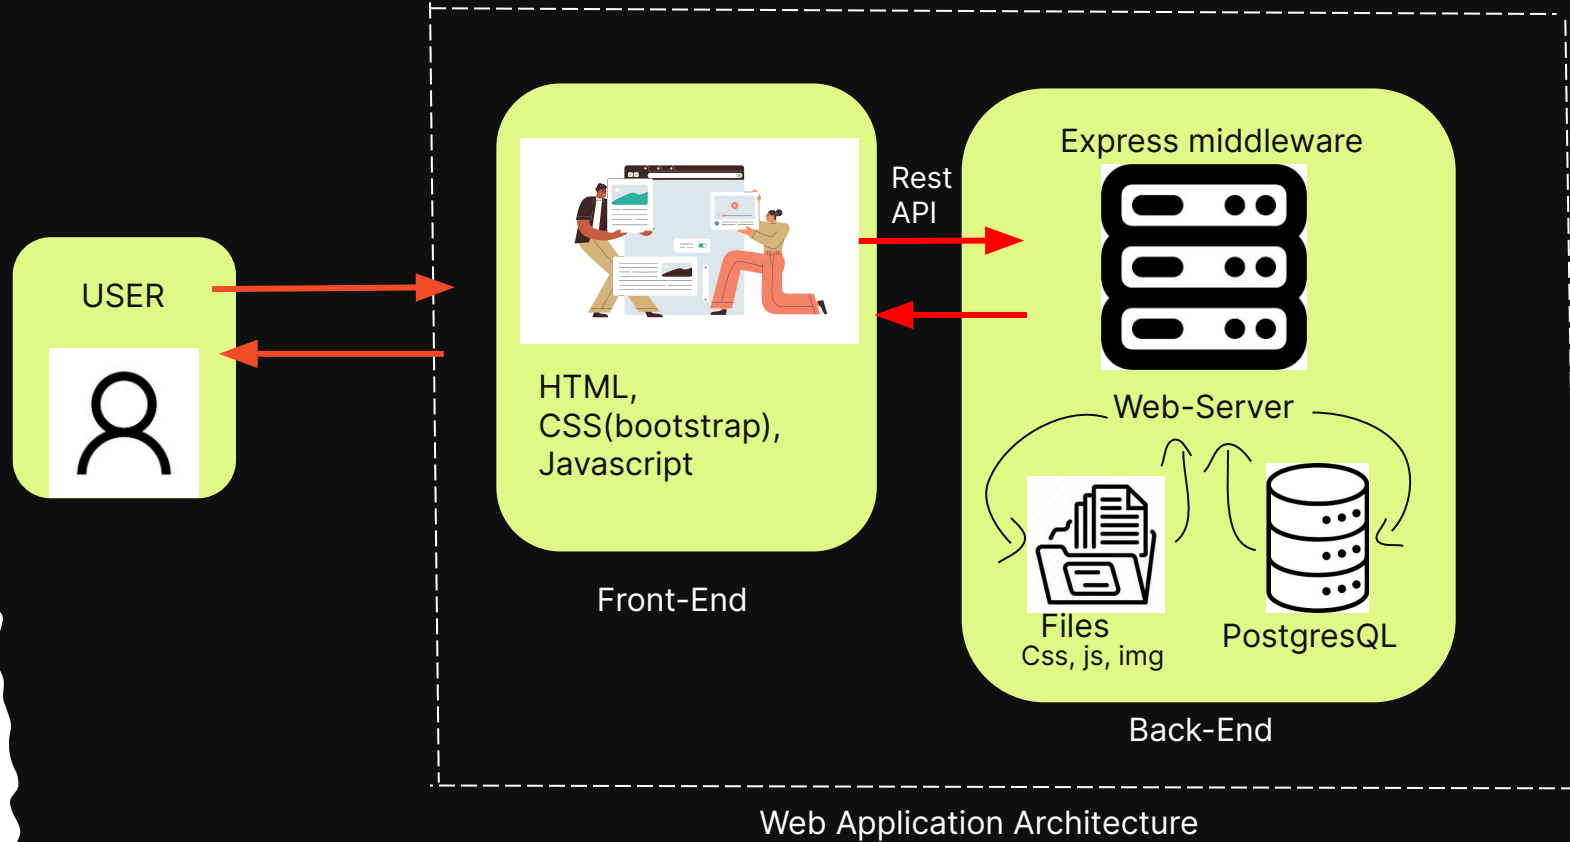 USER
HTML,
CSS(bootstrap),
Javascript
Front-End
Rest
API
Express middleware
Web-Server
Files
Css, js, img
PostgresQL
Back-End
Web Application Architecture